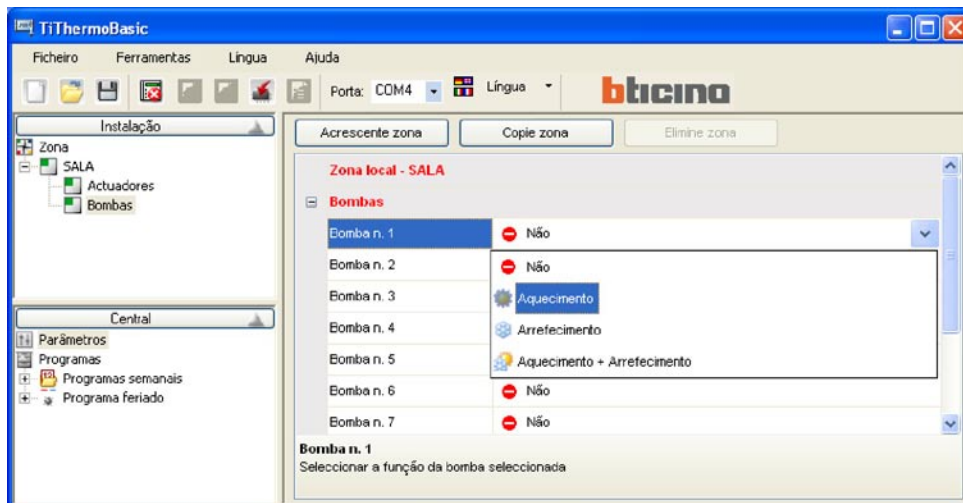 TiThermoBasic
Ficheiro Ferramentas Língua Ajuda
Porta: COM4 Língua bticino
Instalação
Zona
SALA
Actuadores
Bombas
Central
Parâmetros
Programas
Programas semanais
Programa feriado
Acrescente zona Copie zona Elimine zona
Zona local - SALA
Bombas
Bomba n. 1 Não
Bomba n. 2 Não
Bomba n. 3 Aquecimento
Bomba n. 4 Arrefecimento
Bomba n. 5 Aquecimento + Arrefecimento
Bomba n. 6 Não
Bomba n. 7 Não
Bomba n. 1
Seleccionar a função da bomba seleccionada